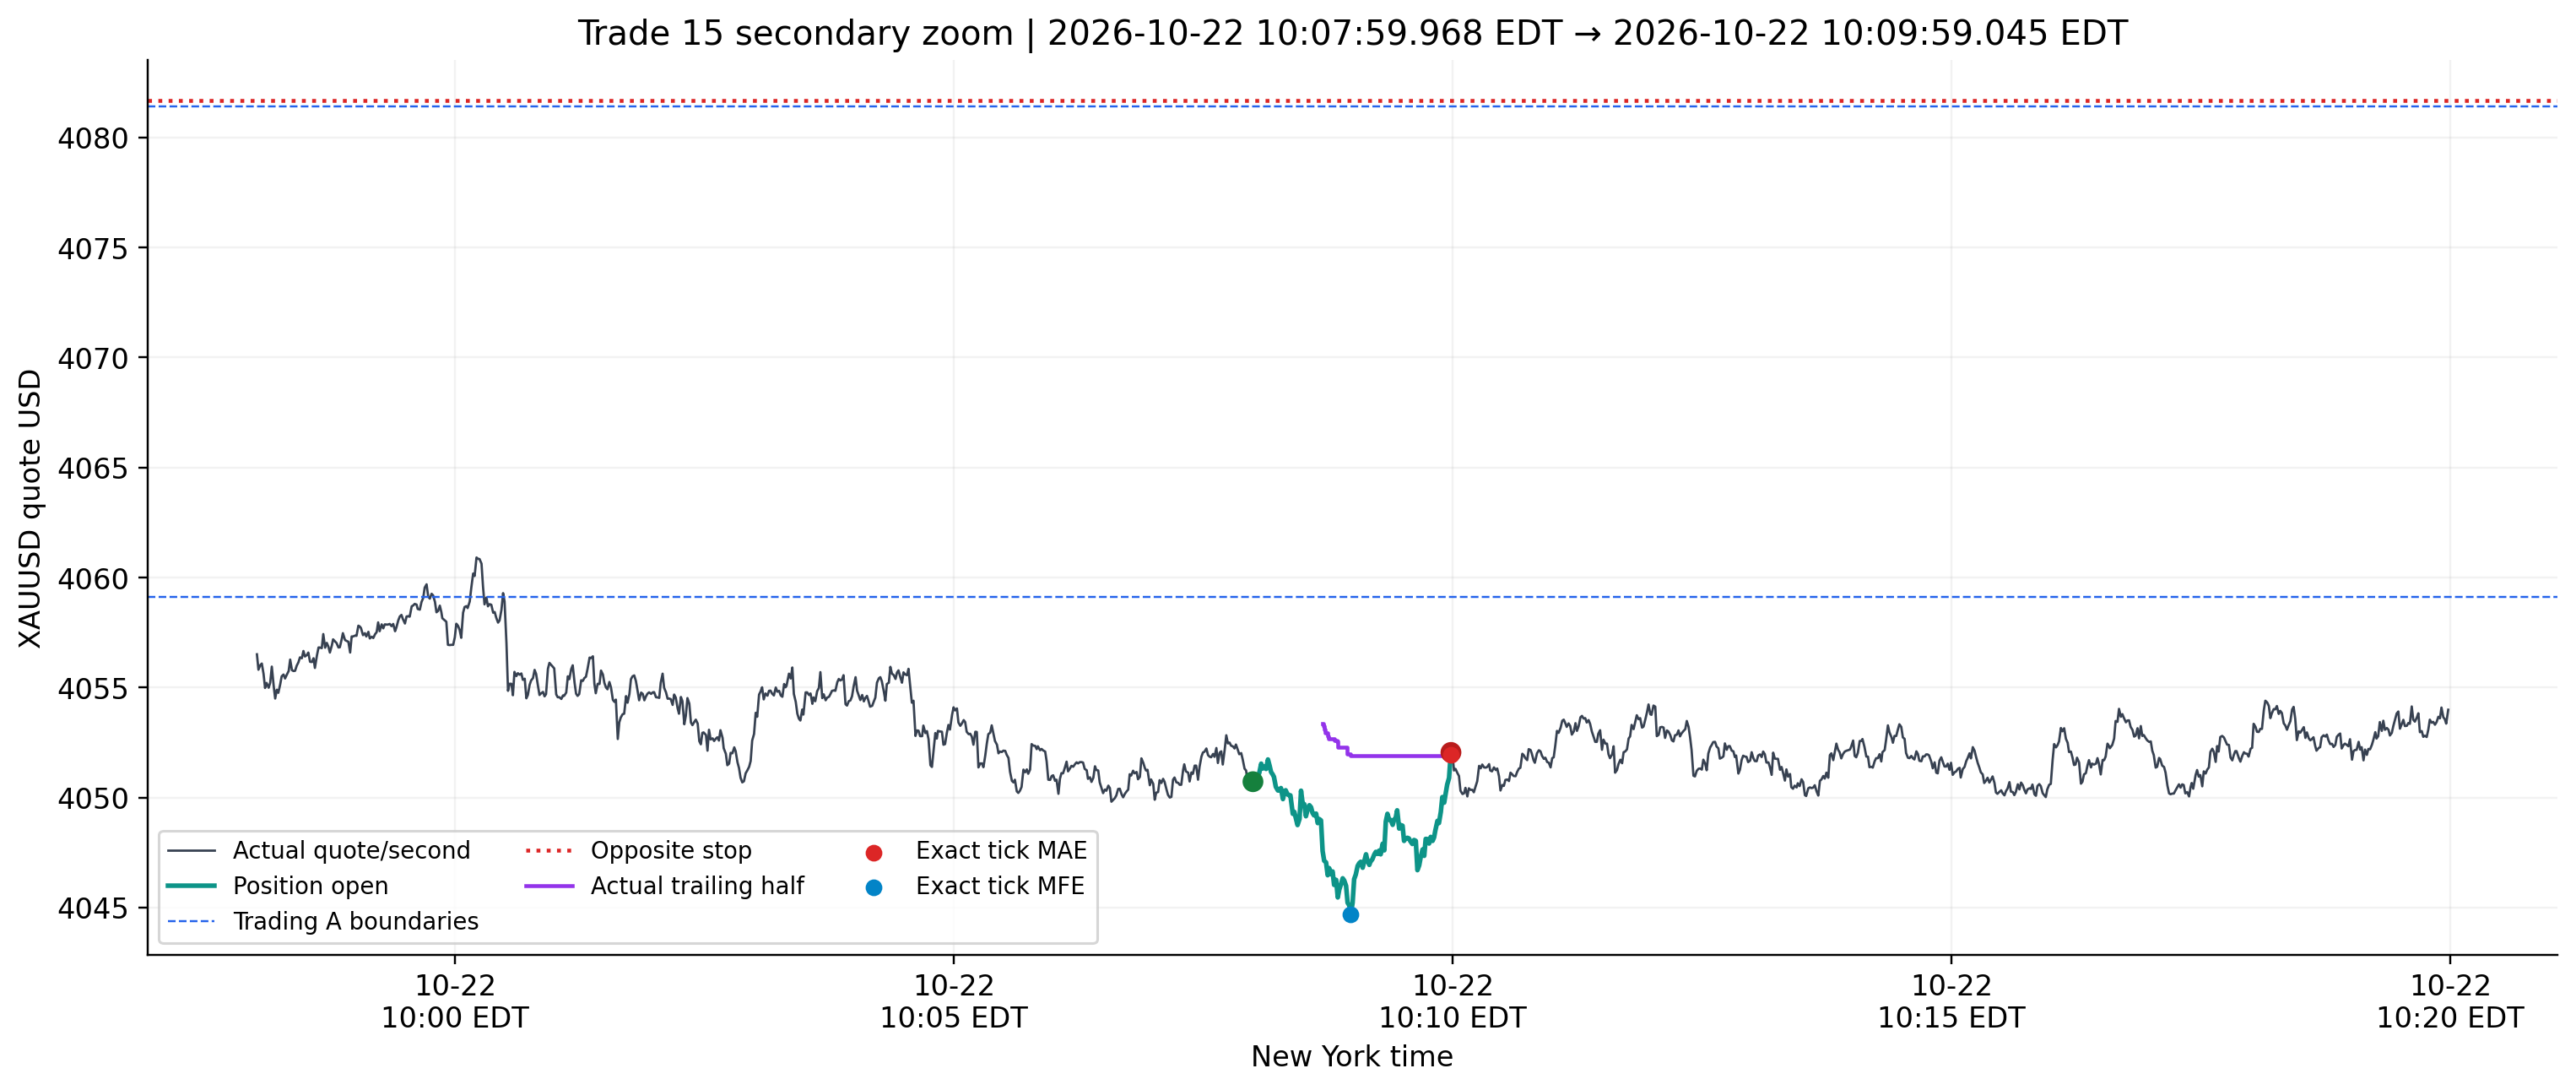 Trade 15 secondary zoom | 2026-10-22 10:07:59.968 EDT → 2026-10-22 10:09:59.045 EDT
XAUUSD quote USD
4080
4075
4070
4065
4060
4055
4050
4045
Actual quote/second
Position open
Trading A boundaries
Opposite stop
Actual trailing half
Exact tick MAE
Exact tick MFE
10-22
10:00 EDT
10-22
10:05 EDT
10-22
10:10 EDT
10-22
10:15 EDT
10-22
10:20 EDT
New York time